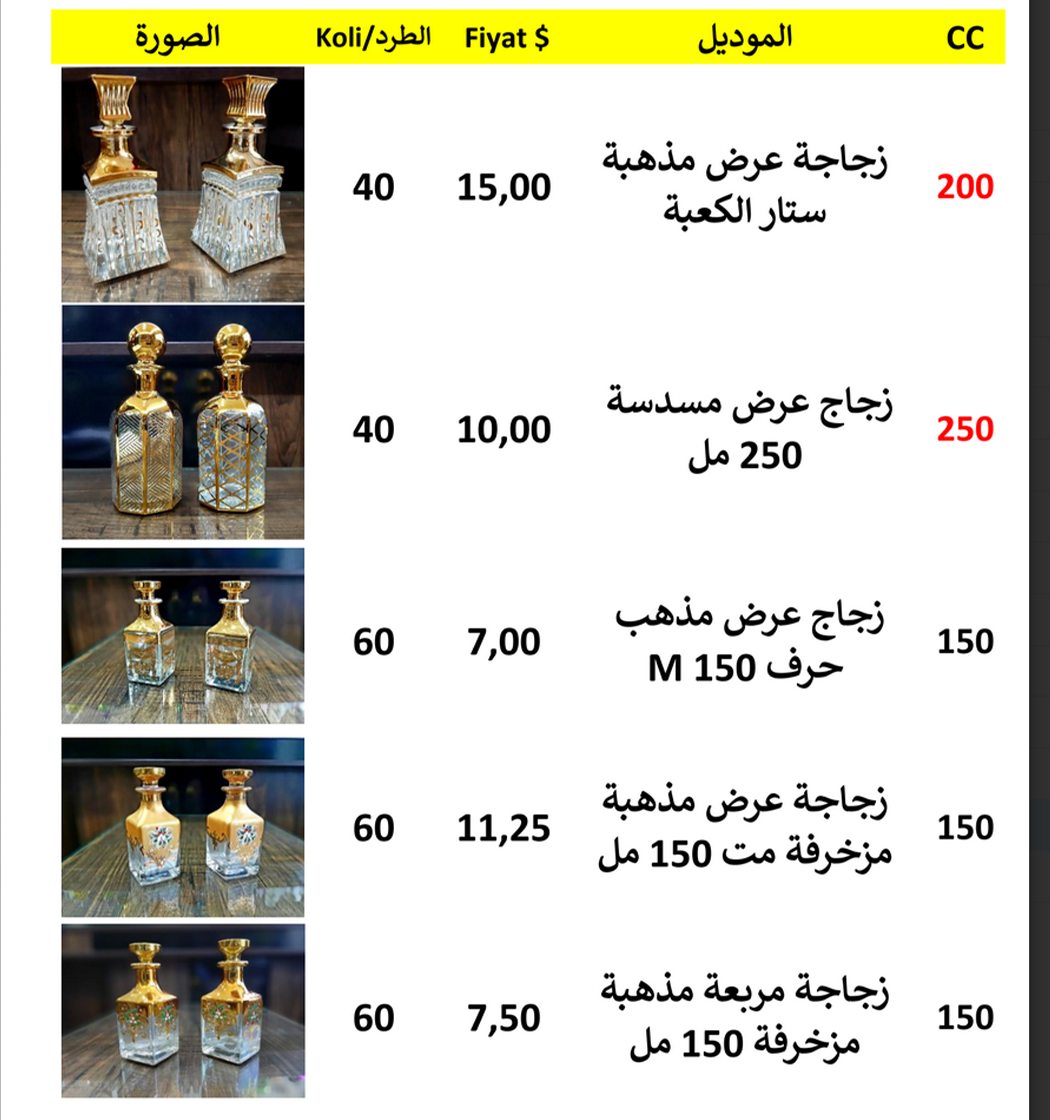 CC الموديل Fiyat $ Koli/الطرد الصورة
200 زجاجة عرض مذهبة 15,00 40
ستار الكعبة
250 زجاج عرض مسدسة 10,00 40
250 مل
150 زجاج عرض مذهب 7,00 60
حرف M 150
150 زجاجة عرض مذهبة 11,25 60
مزخرفة مت 150 مل
150 زجاجة مربعة مذهبة 7,50 60
مزخرفة 150 مل